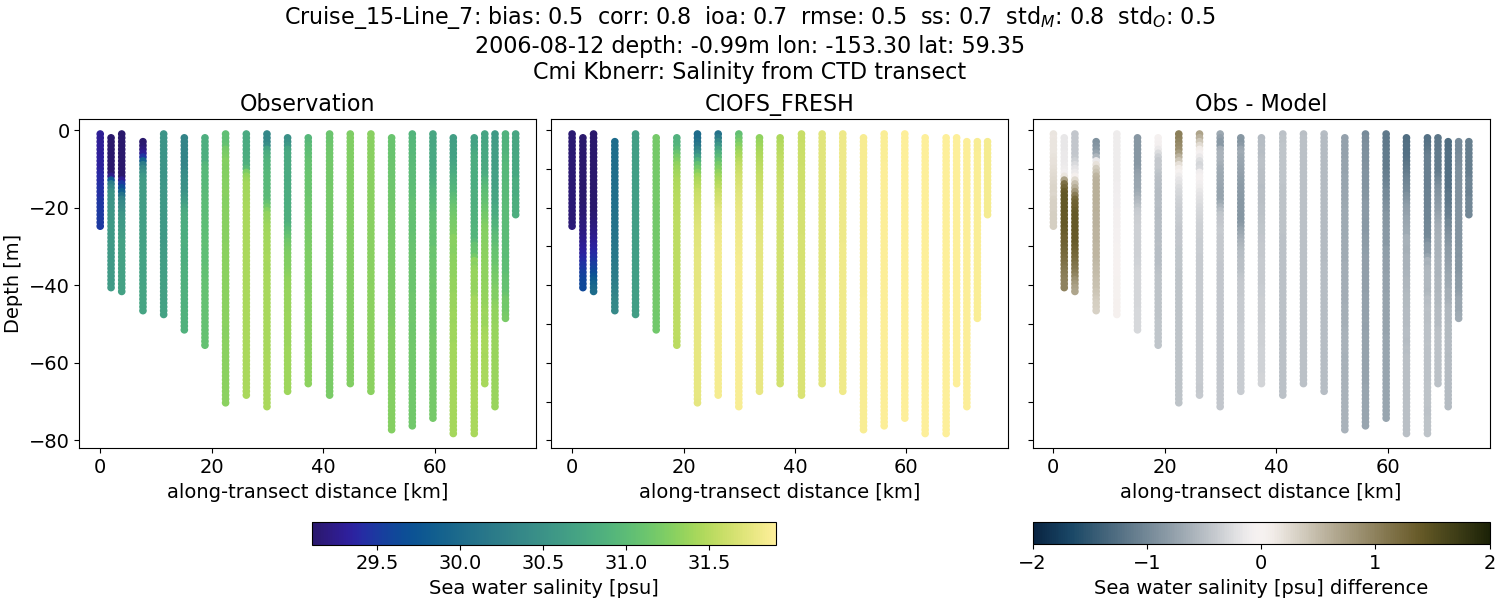 Cruise_15-Line_7: bias: 0.5  corr: 0.8  ioa: 0.7  rmse: 0.5  ss: 0.7  std_M: 0.8  std_O: 0.5
2006-08-12 depth: -0.99m lon: -153.30 lat: 59.35
Cmi Kbnerr: Salinity from CTD transect
Observation
CIOFS_FRESH
Obs - Model
Depth [m]
0
−20
−40
−60
−80
0 20 40 60
0 20 40 60
0 20 40 60
along-transect distance [km]
along-transect distance [km]
along-transect distance [km]
29.5 30.0 30.5 31.0 31.5
Sea water salinity [psu]
−2 −1 0 1 2
Sea water salinity [psu] difference